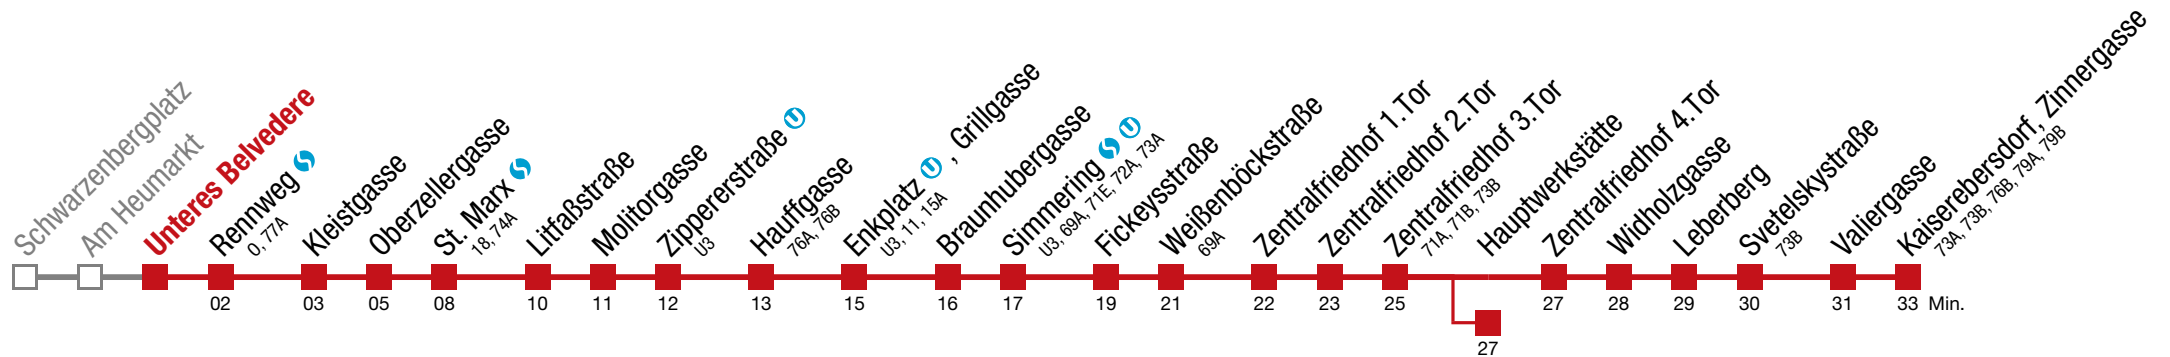 Schwarzenbergplatz
Am Heumarkt
Unteres Belvedere
Rennweg
0, 77A
Kleistgasse
Oberzellergasse
St. Marx
18, 74A
Litfaßstraße
Molitorgasse
Zippererstraße U
U3
Hauffgasse
76A, 76B
Enkplatz U , Grillgasse
U3, 11, 15A
Braunhubergasse
Simmering U
U3, 69A, 71E, 72A, 73A
Fickeysstraße
Weißenböckstraße
69A
Zentralfriedhof 1.Tor
Zentralfriedhof 2.Tor
Zentralfriedhof 3.Tor
71A, 71B, 73B
Hauptwerkstätte
Zentralfriedhof 4.Tor
Widholzgasse
Leberberg
Svetelskystraße
73B
Valiergasse
Kaiserebersdorf, Zinnergasse
73A, 73B, 76B, 79A, 79B
02 03 05 08 10 11 12 13 15 16 17 19 21 22 23 25 27 28 29 30 31 33 Min.
27